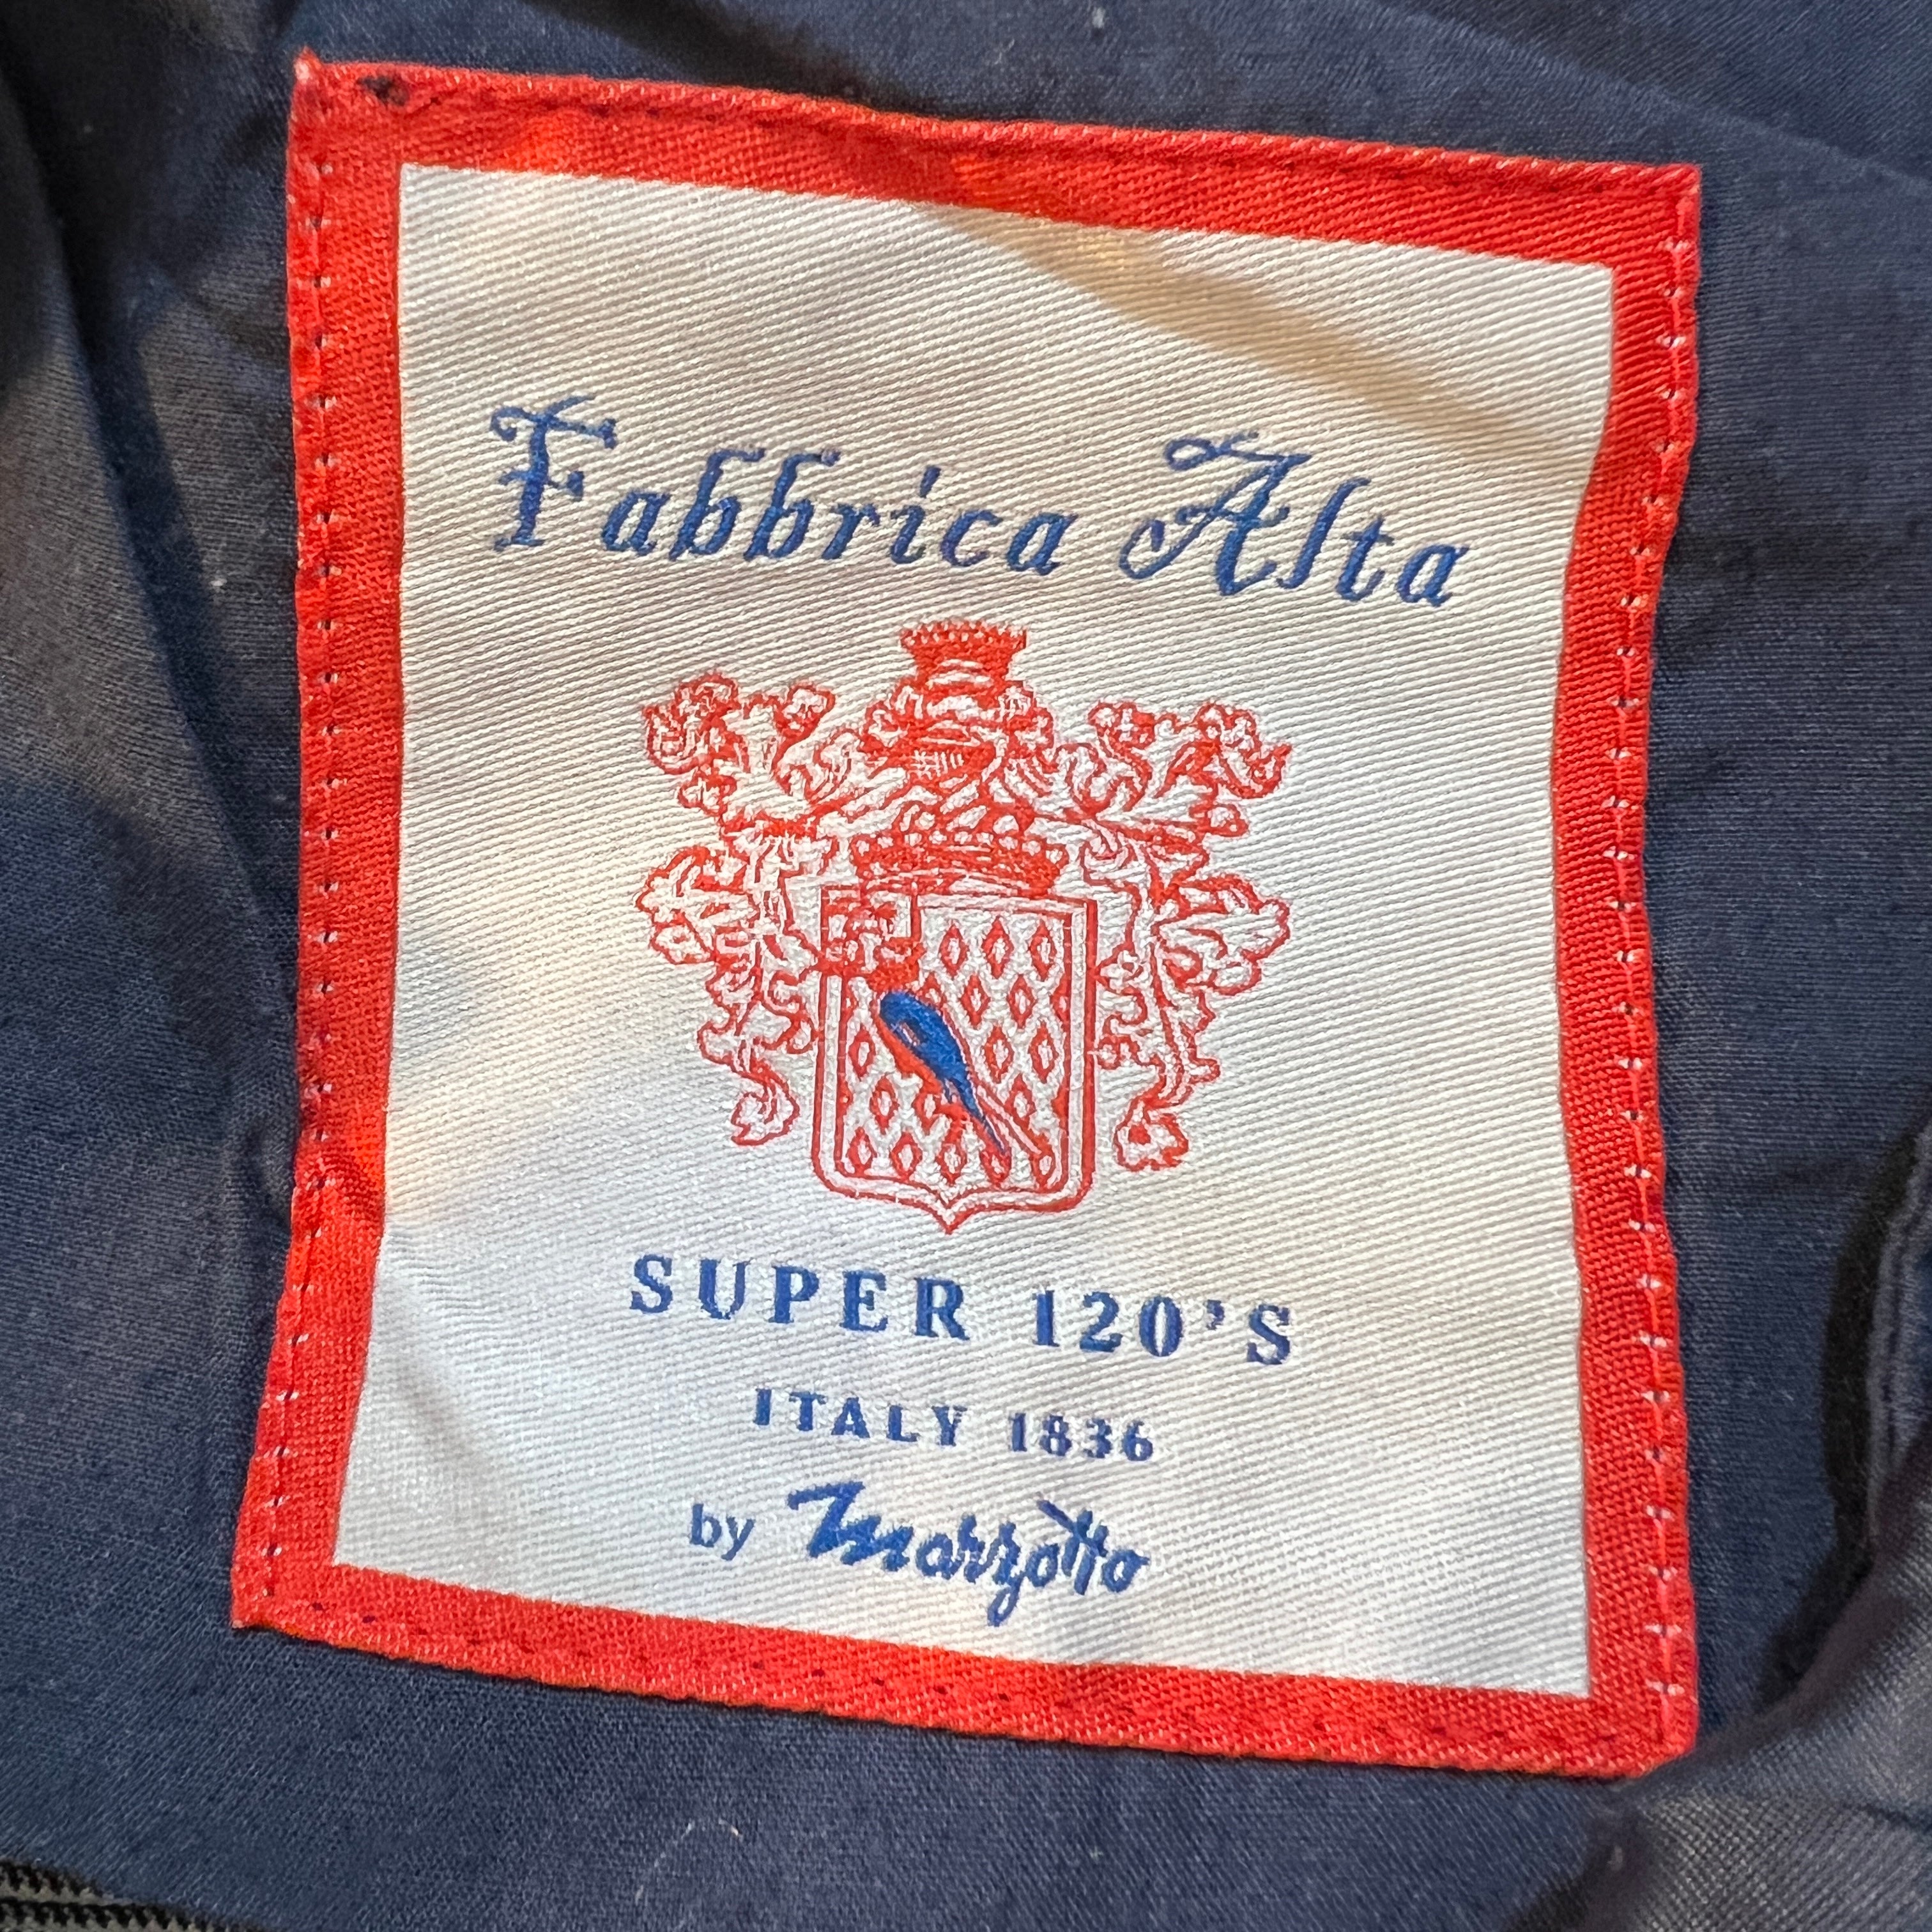 Fabbrica Alta
SUPER 120'S
ITALY 1836
by Marzotto